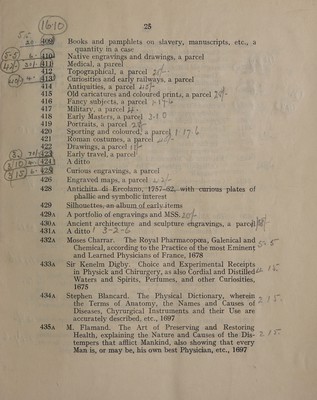 25
409 Books and pamphlets on slavery, manuscripts, etc., a
quantity in a case
410 Native engravings and drawings, a parcel
411 Medical, a parcel
412 Topographical, a parcel
413 Curiosities and early railways, a parcel
414 Antiquities, a parcel
415 Old caricatures and coloured prints, a parcel
416 Fancy subjects, a parcel
417 Military, a parcel
418 Early Masters, a parcel
419 Portraits, a parcel
420 Sporting and coloured, a parcel
421 Roman costumes, a parcel
422 Drawings, a parcel
423 Early travel, a parcel
424 A ditto
425 Curious engravings, a parcel
426 Engraved maps, a parcel
428 Antichita di Ercolano, 1757-62, with curious plates of
phallic and symbolic interest
429 Silhouettes, an album of early items
429A A portfolio of engravings and MSS.
430A Ancient architecture and sculpture engravings, a parcel
431A A ditto
432A Moses Charrar. The Royal Pharmacopœa, Galenical and
Chemical, according to the Practice of the most Eminent
and Learned Physicians of France, 1678
433A Sir Kenelm Digby. Choice and Experimental Receipts
in Physick and Chirurgery, as also Cordial and Distilled
Waters and Spirits, Perfumes, and other Curiosities,
1675
434A Stephen Blancard. The Physical Dictionary, wherein
the Terms of Anatomy, the Names and Causes of
Diseases, Chyrurgical Instruments and their Use are
accurately described, etc., 1697
435A M. Flamand. The Art of Preserving and Restoring
Health, explaining the Nature and Causes of the Dis-
tempers that afflict Mankind, also showing that every
Man is, or may be, his own best Physician, etc., 1697